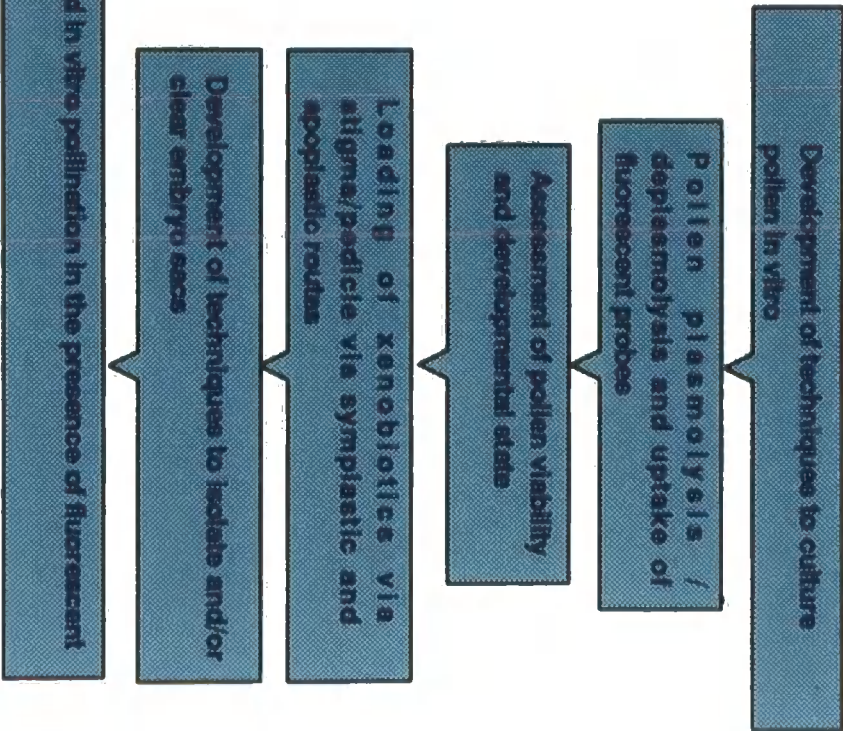 Development of techniques to culture
pollen in vitro
Pollen plasmolysis /
deplasmolysis and uptake of
fluorescent probes
Assessment of pollen viability
and developmental state
Loading of xenobiotics via
stigma/pedicle via symplastic and
apoplastic routes
Development of techniques to isolate and/or
clear embryo sacs
in vitro pollination in the presence of fluorescent